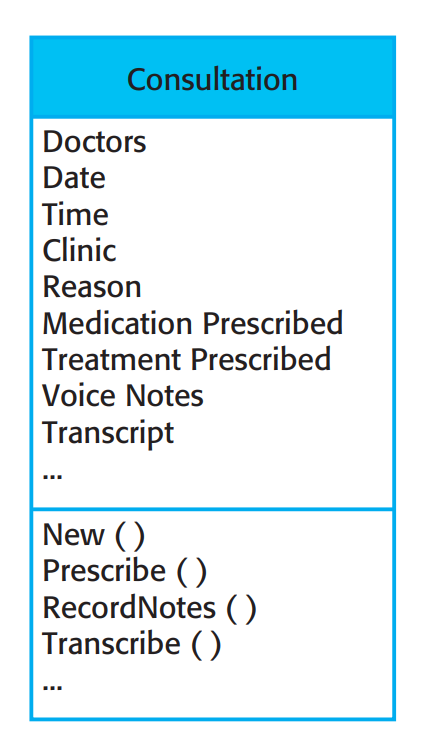 Consultation
Doctors
Date
Time
Clinic
Reason
Medication Prescribed
Treatment Prescribed
Voice Notes
Transcript
...
New ( )
Prescribe ( )
RecordNotes ( )
Transcribe ( )
...